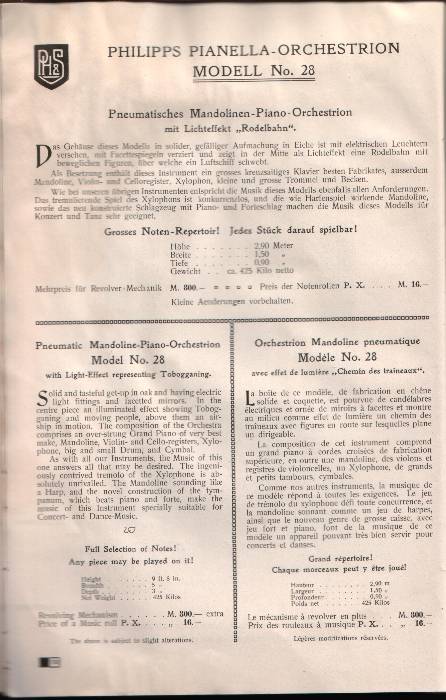 PHILIPPS PIANELLA-ORCHESTRION
MODELL No. 28
Pneumatisches Mandolinen-Piano-Orchestrion
mit Lichteffekt „Rodelbahn“.
Das Gehäuse dieses Modells in solider, gefälliger Aufmachung in Eiche ist mit elektrischen Leuchtern
versehen, mit Facettespiegeln verziert und zeigt in der Mitte als Lichteffekt eine Rodelbahn mit
beweglichen Figuren, über welche ein Luftschiff schwebt.
Als Besetzung enthält dieses Instrument ein grosses kreuzsaitiges Klavier besten Fabrikates, ausserdem
Mandoline, Violin- und Celloregister, Xylophon, kleine und grosse Trommel und Becken.
Wie bei unseren übrigen Instrumenten entspricht die Musik dieses Modells ebenfalls allen Anforderungen.
Das tremulierende Spiel des Xylophons ist konkurrenzlos, und die wie Harfenspiel wirkende Mandoline,
sowie das neu konstruierte Schlagzeug mit Piano- und Forteschlag machen die Musik dieses Modells für
Konzert und Tanz sehr geeignet.
Grosses Noten-Repertoir! Jedes Stück darauf spielbar!
Höhe . . . . . . . 2,90 Meter
Breite . . . . . . . 1,50 „
Tiefe . . . . . . . 0,90 „
Gewicht . . ca. 425 Kilo netto
Mehrpreis für Revolver-Mechanik M. 800.— Preis der Notenrollen P. X. . . . M. 16.—
Kleine Aenderungen vorbehalten.
Pneumatic Mandoline-Piano-Orchestrion
Model No. 28
with Light-Effect representing Tobogganing.
Solid and tasteful get-up in oak and having electric
light fittings and facetted mirrors. In the
centre piece an illuminated effect showing Tobog-
ganing and moving people, above them an air-
ship in motion. The composition of the Orchestra
comprises an over-strung Grand Piano of very best
make, Mandoline, Violin- and Cello-registers, Xylo-
phone, big and small Drum, and Cymbal.
As with all our Instruments, the Music of this
one answers all that may be desired. The ingeni-
ously contrived tremolo of the Xylophone is ab-
solutely unrivalled. The Mandoline sounding like
a Harp, and the novel construction of the tym-
panum, which beats piano and forte, make the
music of this Instrument specially suitable for
Concert- and Dance-Music.
Full Selection of Notes!
Any piece may be played on it!
Height . . . . . . . 9 ft. 8 in.
Breadth . . . . . . . 5 „
Depth . . . . . . . 3 „
Net Weight . . . . 425 Kilos
Revolving Mechanism . . . . . M. 800.— extra
Price of a Music roll P. X. . . . „ 16.—
The above is subject to slight alterations.
Orchestrion Mandoline pneumatique
Modèle No. 28
avec effet de lumière „Chemin des traineaux“.
La boîte de ce modèle, de fabrication en chêne
solide et coquette, est pourvue de candélabres
électriques et ornée de miroirs à facettes et montre
au milieu comme effet de lumière un chemin des
traineaux avec figures en route sur lesquelles plane
un dirigeable.
La composition de cet instrument comprend
un grand piano à cordes croisées de fabrication
supérieure, en outre une mandoline, des violons et
registres de violoncelles, un Xylophone, de grands
et petits tambours, cymbales.
Comme nos autres instruments, la musique de
ce modèle répond à toutes les exigences. Le jeu
de trémolo du xylophone défi toute concurrence, et
la mandoline sonnant comme un jeu de harpes,
ainsi que le nouveau genre de grosse caisse, avec
au fort et piano, font de la musique de ce
modèle un appareil pouvant très bien servir pour
concerts et danses.
Grand répertoire!
Chaque morceaux peut y être joué!
Hauteur . . . . . . . 2,90 m
Largeur . . . . . . . 1,50 „
Profondeur . . . . . 0,90 „
Poids net . . . . . 425 Kilos
Le mécanisme à revolver en plus . . . M. 800.—
Prix des rouleaux à musique P. X. . . . „ 16.—
Légères modifications réservées.